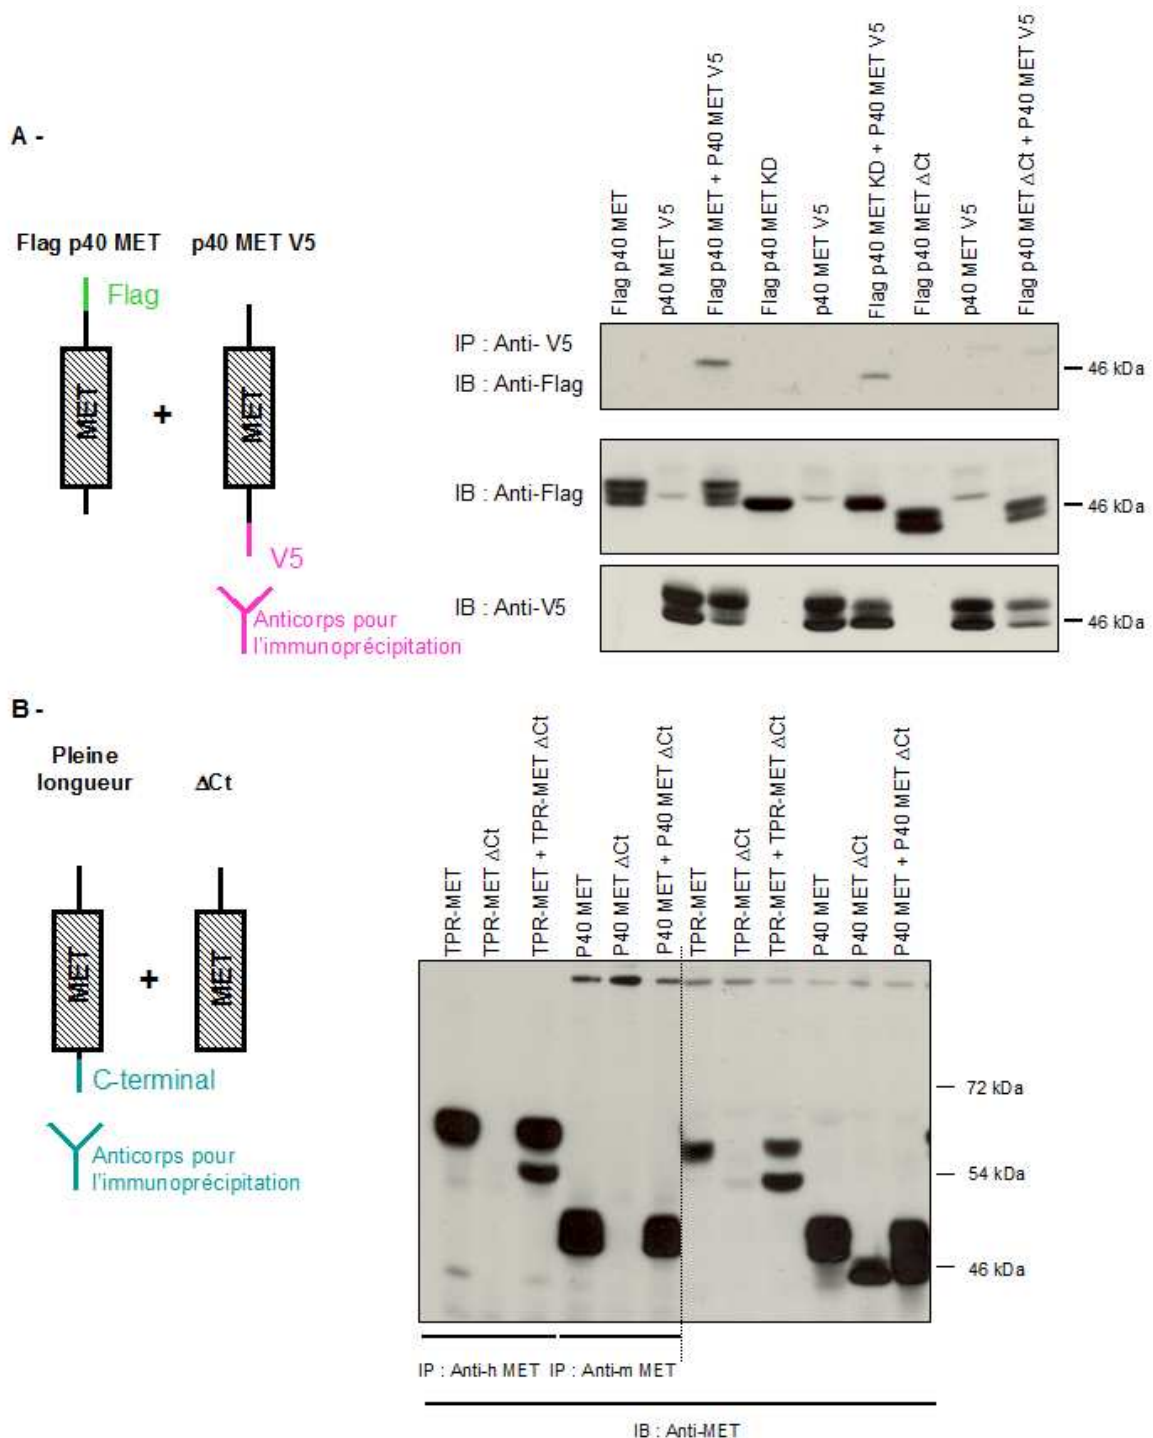 A -
Flag p40 MET
p40 MET V5
Flag
MET
+
MET
V5
Anticorps pour
l'immunoprécipitation
Flag p40 MET
p40 MET V5
Flag p40 MET + P40 MET V5
Flag p40 MET KD
p40 MET V5
Flag p40 MET KD + P40 MET V5
Flag p40 MET ΔCt
p40 MET V5
Flag p40 MET ΔCt + P40 MET V5
IP : Anti- V5
IB : Anti-Flag
46 kDa
IB : Anti-Flag
46 kDa
IB : Anti-V5
46 kDa
B -
Pleine
longueur
ΔCt
MET
+
MET
C-terminal
Anticorps pour
l'immunoprécipitation
TPR-MET
TPR-MET ΔCt
TPR-MET + TPR-MET ΔCt
P40 MET
P40 MET ΔCt
P40 MET + P40 MET ΔCt
TPR-MET
TPR-MET ΔCt
TPR-MET + TPR-MET ΔCt
P40 MET
P40 MET ΔCt
P40 MET + P40 MET ΔCt
72 kDa
54 kDa
46 kDa
IP : Anti-h MET
IP : Anti-m MET
IB : Anti-MET